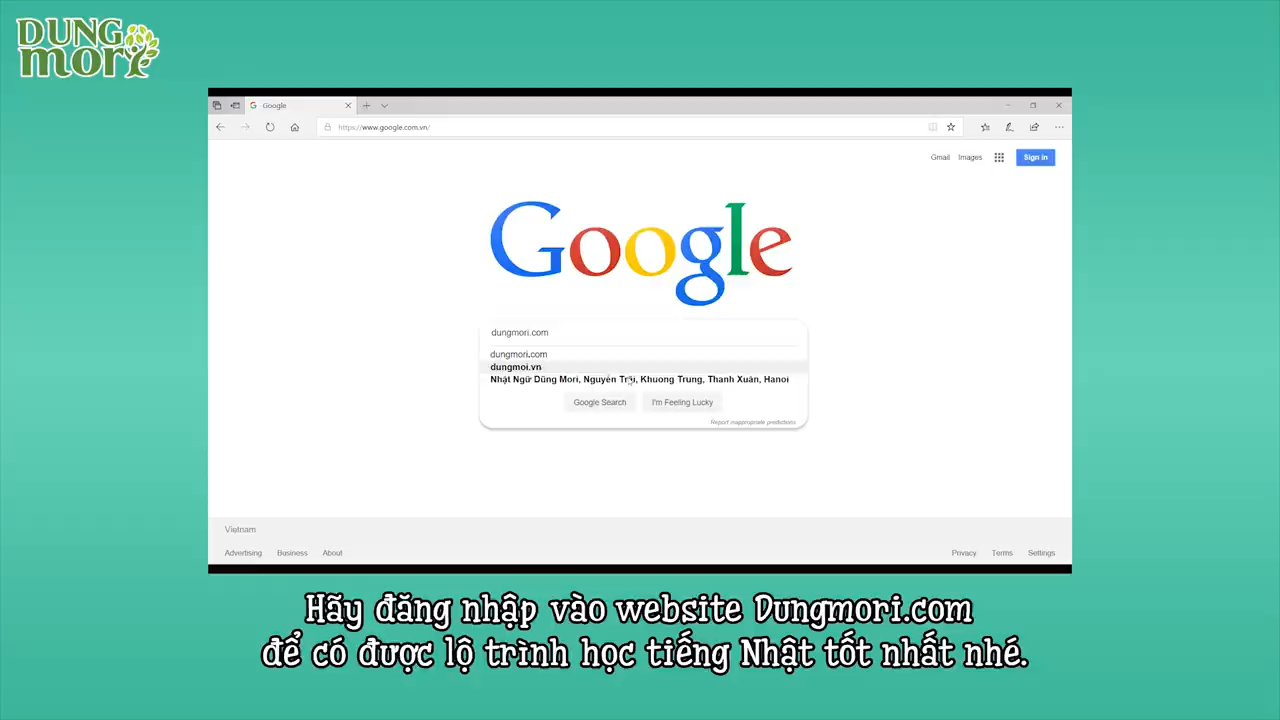 DUNG
mori
Google
https://www.google.com.vn/
Gmail Images Sign in
Google
dungmori.com
dungmori.com
dungmoi.vn
Nhật Ngữ Dũng Mori, Nguyễn Trãi, Khuong Trung, Thanh Xuân, Hanoi
Google Search I'm Feeling Lucky
Report inappropriate predictions
Vietnam
Advertising Business About Privacy Terms Settings
Hãy đăng nhập vào website Dungmori.com
để có được lộ trình học tiếng Nhật tốt nhất nhé.